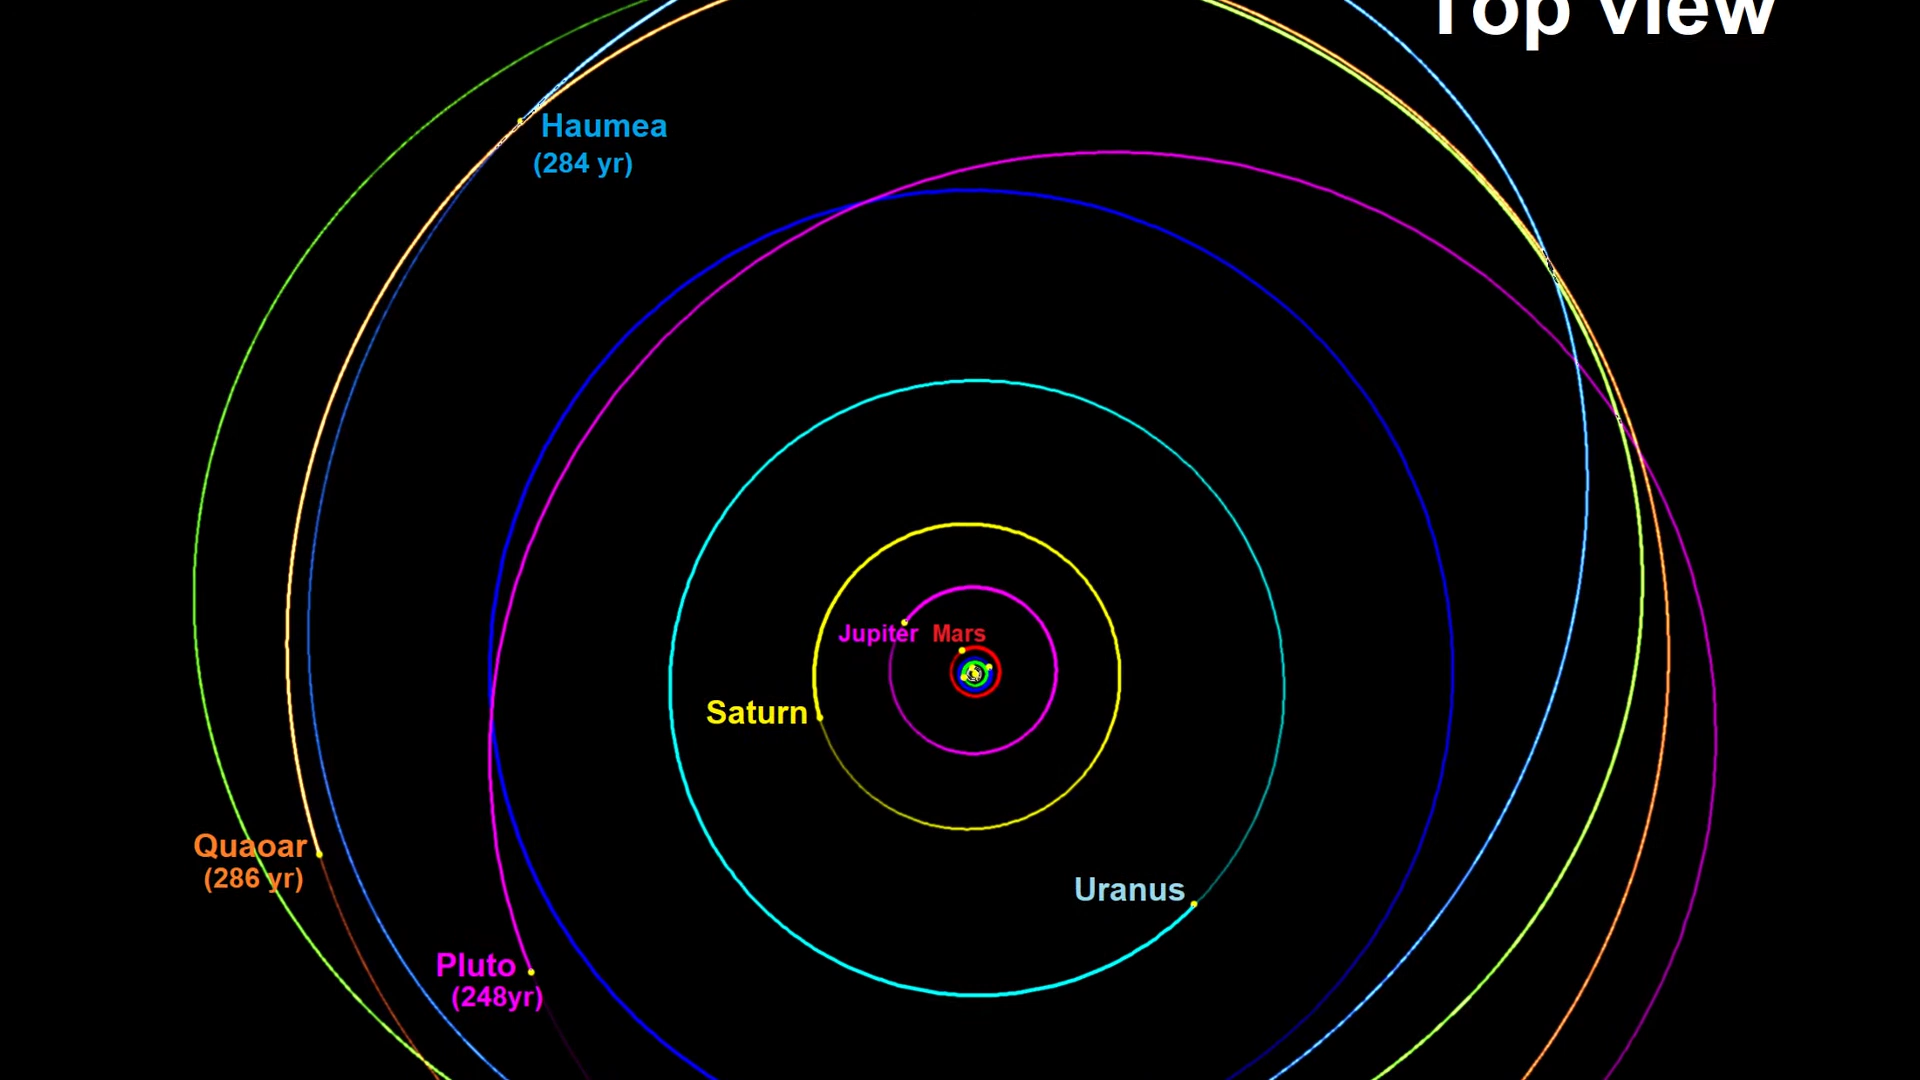 Top View
Haumea
(284 yr)
Jupiter
Mars
Saturn
Quaoar
(286 yr)
Uranus
Pluto
(248yr)